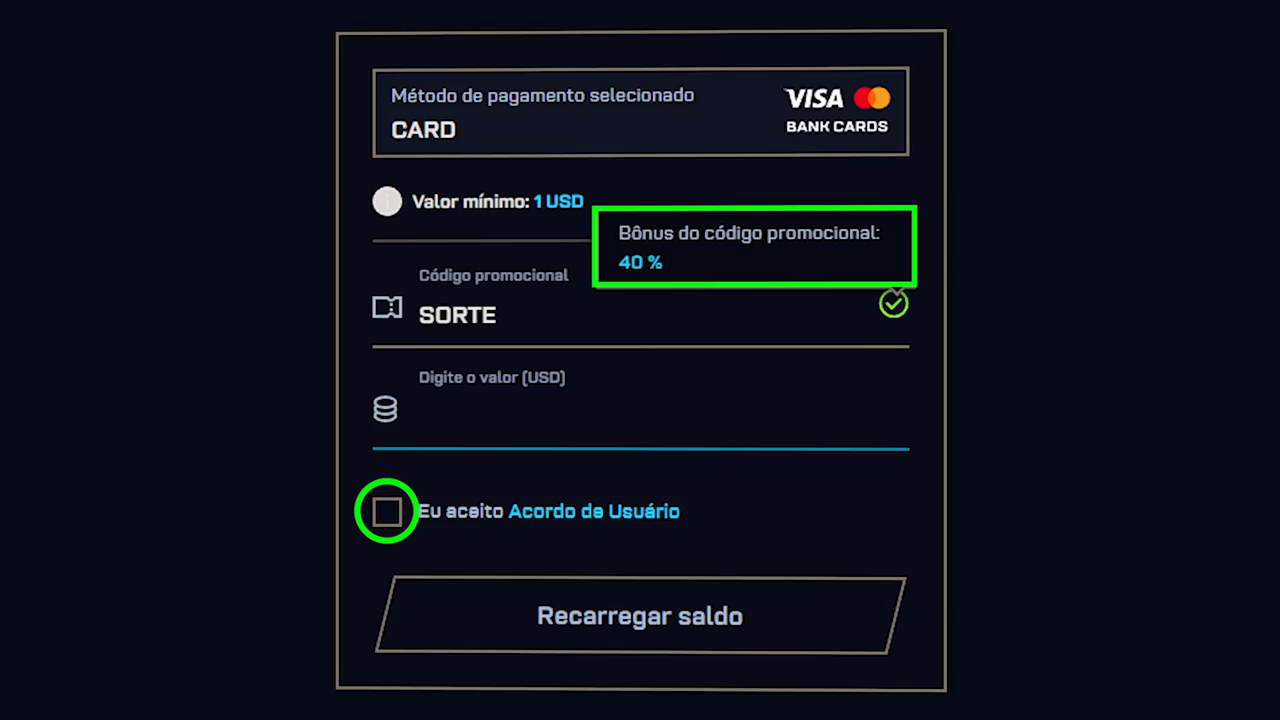 Método de pagamento selecionado
CARD
VISA
BANK CARDS
Valor mínimo: 1 USD
Bônus do código promocional:
40 %
Código promocional
SORTE
Digite o valor (USD)
Eu aceito Acordo de Usuário
Recarregar saldo